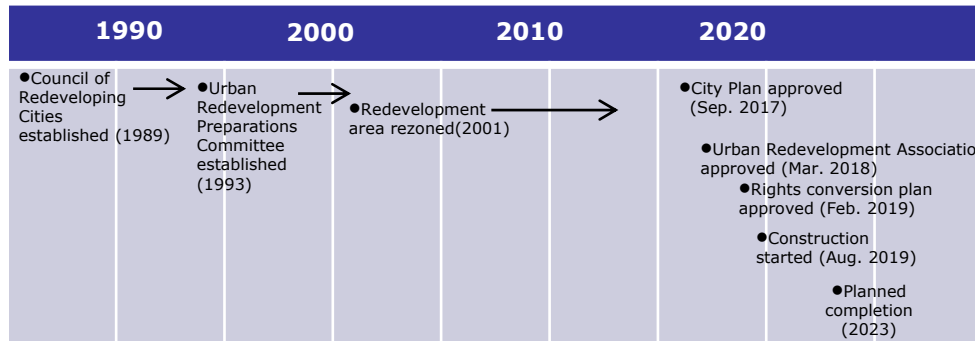 1990 2000 2010 2020
●Council of
Redeveloping
Cities
established (1989)
●Urban
Redevelopment
Preparations
Committee
established
(1993)
●Redevelopment
area rezoned(2001)
●City Plan approved
(Sep. 2017)
●Urban Redevelopment Associatio
approved (Mar. 2018)
●Rights conversion plan
approved (Feb. 2019)
●Construction
started (Aug. 2019)
●Planned
completion
(2023)